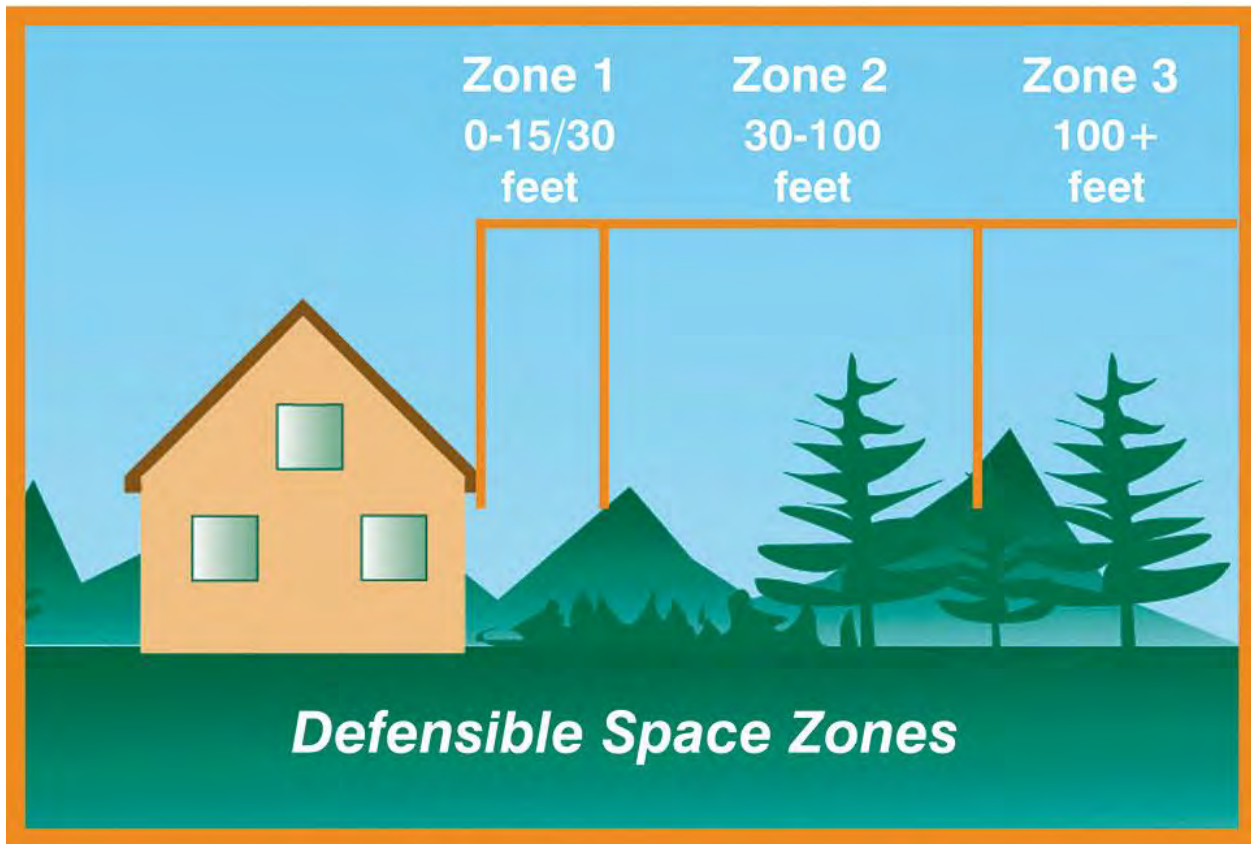 Zone 1
0-15/30
feet
Zone 2
30-100
feet
Zone 3
100+
feet
Defensible Space Zones